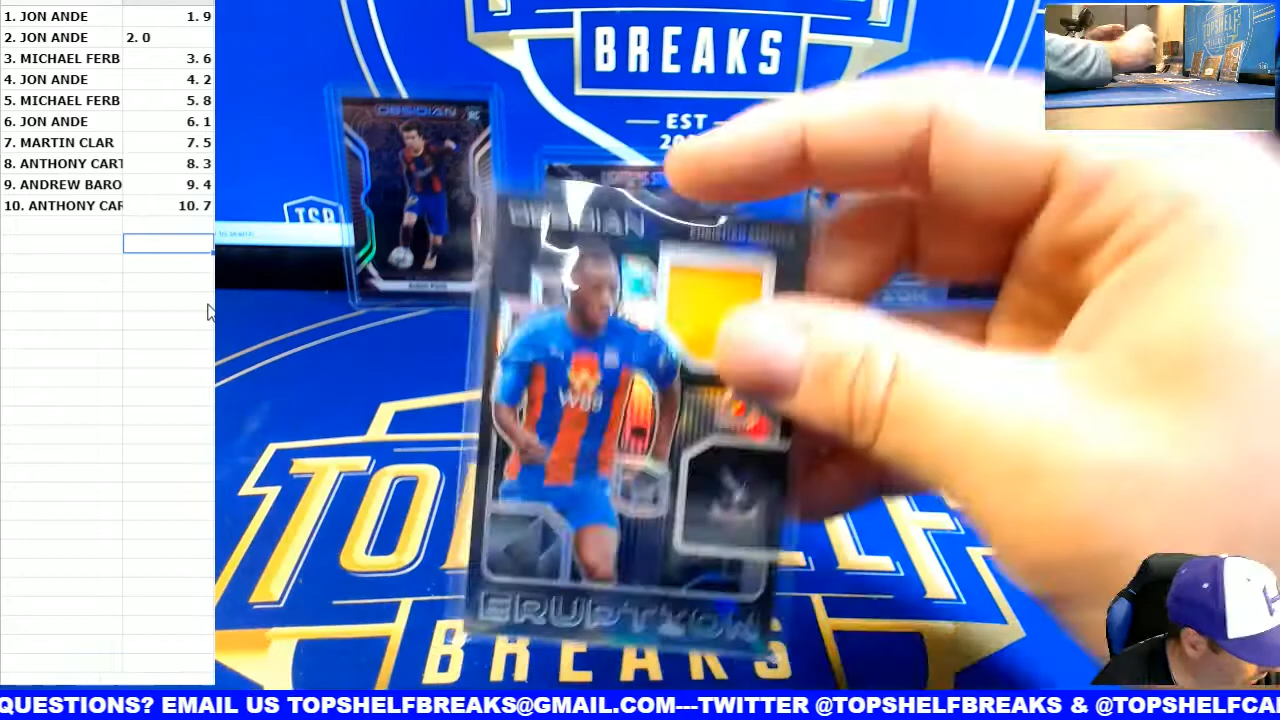 1. JON ANDE 1. 9
2. JON ANDE 2. 0
3. MICHAEL FERB 3. 6
4. JON ANDE 4. 2
5. MICHAEL FERB 5. 8
6. JON ANDE 6. 1
7. MARTIN CLAR 7. 5
8. ANTHONY CART 8. 3
9. ANDREW BARO 9. 4
10. ANTHONY CAR 10. 7
BREAKS
EST
TSB
OBSIDIAN
OBSIDIAN
ERUPTION
BREAKS
QUESTIONS? EMAIL US TOPSHELFBREAKS@GMAIL.COM---TWITTER @TOPSHELFBREAKS & @TOPSHELFCA